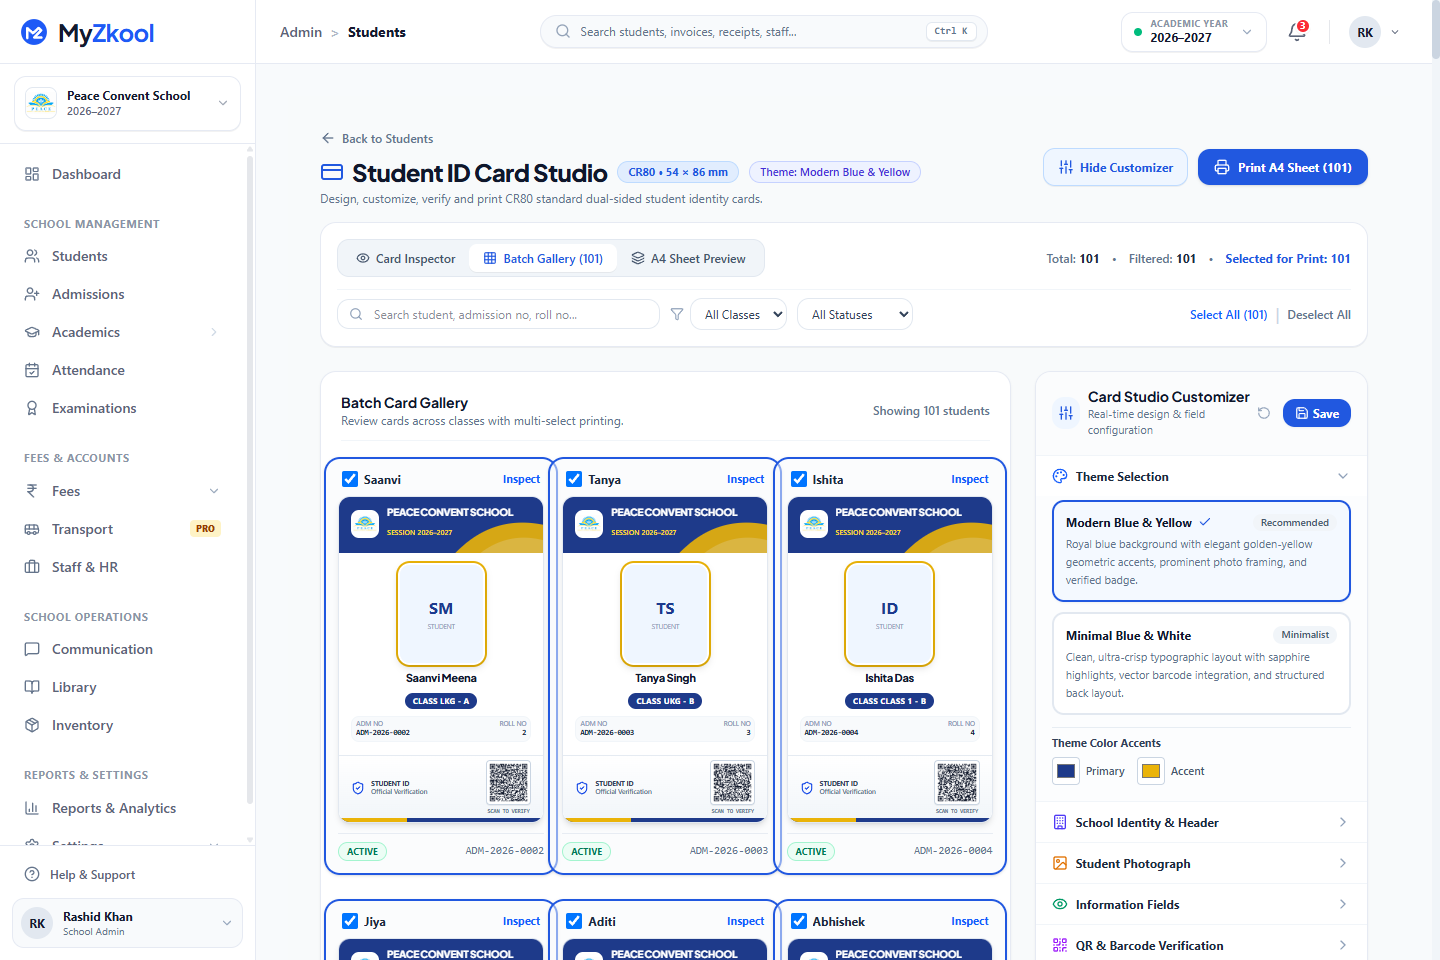 MyZkool
Admin > Students
Search students, invoices, receipts, staff...
Ctrl K
ACADEMIC YEAR
2026–2027
3
RK
Peace Convent School
2026–2027
Dashboard
SCHOOL MANAGEMENT
Students
Admissions
Academics
Attendance
Examinations
FEES & ACCOUNTS
Fees
Transport
PRO
Staff & HR
SCHOOL OPERATIONS
Communication
Library
Inventory
REPORTS & SETTINGS
Reports & Analytics
Settings
Help & Support
RK
Rashid Khan
School Admin
Back to Students
Student ID Card Studio
CR80 • 54 × 86 mm
Theme: Modern Blue & Yellow
Design, customize, verify and print CR80 standard dual-sided student identity cards.
Hide Customizer
Print A4 Sheet (101)
Card Inspector
Batch Gallery (101)
A4 Sheet Preview
Total: 101 • Filtered: 101 • Selected for Print: 101
Search student, admission no, roll no...
All Classes
All Statuses
Select All (101)
Deselect All
Batch Card Gallery
Review cards across classes with multi-select printing.
Showing 101 students
Saanvi
Inspect
PEACE CONVENT SCHOOL
SESSION 2026–2027
SM
STUDENT
Saanvi Meena
CLASS LKG - A
ADM NO
ROLL NO
ADM-2026-0002
2
STUDENT ID
Official Verification
SCAN TO VERIFY
ACTIVE
ADM-2026-0002
Tanya
Inspect
PEACE CONVENT SCHOOL
SESSION 2026–2027
TS
STUDENT
Tanya Singh
CLASS UKG - B
ADM NO
ROLL NO
ADM-2026-0003
3
STUDENT ID
Official Verification
SCAN TO VERIFY
ACTIVE
ADM-2026-0003
Ishita
Inspect
PEACE CONVENT SCHOOL
SESSION 2026–2027
ID
STUDENT
Ishita Das
CLASS CLASS 1 - B
ADM NO
ROLL NO
ADM-2026-0004
4
STUDENT ID
Official Verification
SCAN TO VERIFY
ACTIVE
ADM-2026-0004
Jiya
Inspect
PEACE CONVENT SCHOOL
Aditi
Inspect
PEACE CONVENT SCHOOL
Abhishek
Inspect
PEACE CONVENT SCHOOL
Card Studio Customizer
Real-time design & field
configuration
Save
Theme Selection
Modern Blue & Yellow
Recommended
Royal blue background with elegant golden-yellow
geometric accents, prominent photo framing, and
verified badge.
Minimal Blue & White
Minimalist
Clean, ultra-crisp typographic layout with sapphire
highlights, vector barcode integration, and structured
back layout.
Theme Color Accents
Primary
Accent
School Identity & Header
Student Photograph
Information Fields
QR & Barcode Verification